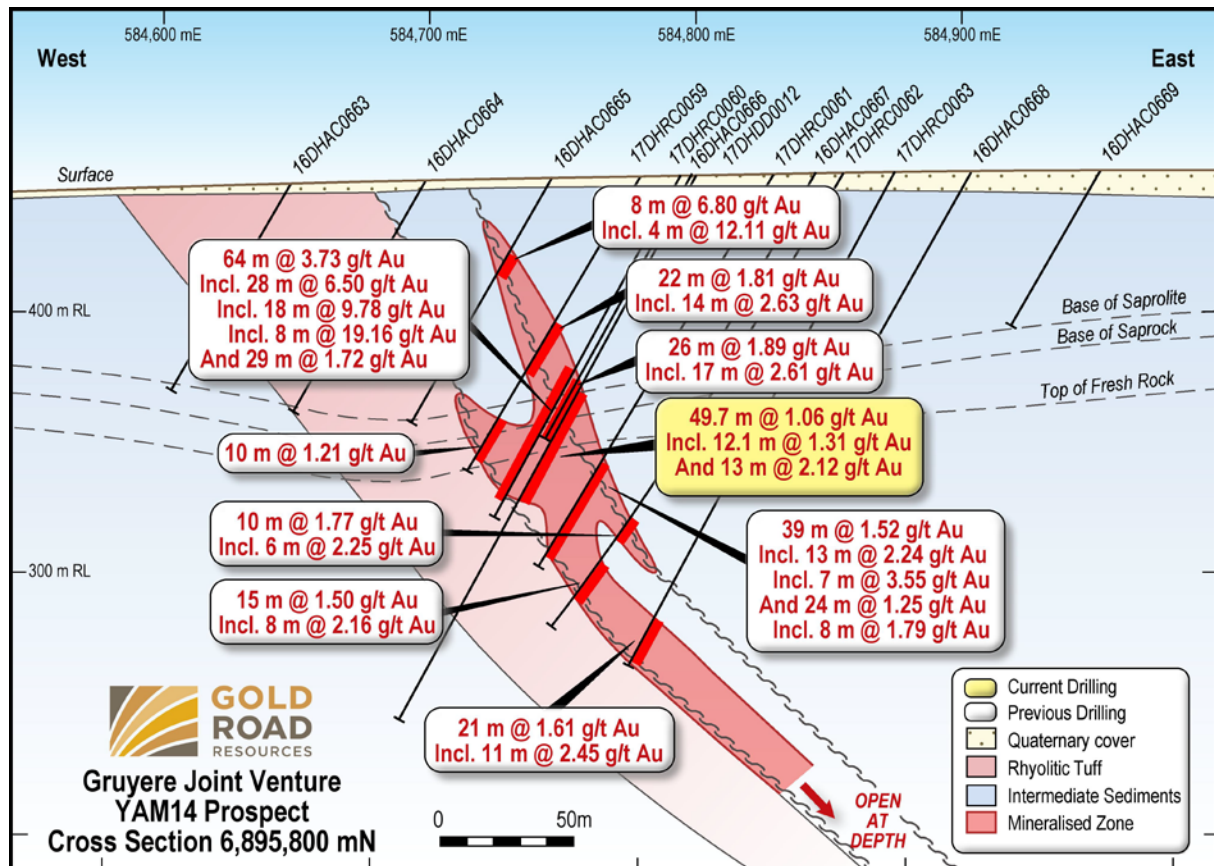 584,600 mE
584,700 mE
584,800 mE
584,900 mE
West
East
16DHAC0663
16DHAC0664
16DHAC0665
17DHRC0059
17DHRC0060
16DHAC0666
17DHDD0012
17DHRC0061
16DHAC0667
17DHRC0062
17DHRC0063
16DHAC0668
16DHAC0669
Surface
8 m @ 6.80 g/t Au
Incl. 4 m @ 12.11 g/t Au
64 m @ 3.73 g/t Au
Incl. 28 m @ 6.50 g/t Au
Incl. 18 m @ 9.78 g/t Au
Incl. 8 m @ 19.16 g/t Au
And 29 m @ 1.72 g/t Au
22 m @ 1.81 g/t Au
Incl. 14 m @ 2.63 g/t Au
400 m RL
Base of Saprolite
Base of Saprock
26 m @ 1.89 g/t Au
Incl. 17 m @ 2.61 g/t Au
Top of Fresh Rock
49.7 m @ 1.06 g/t Au
Incl. 12.1 m @ 1.31 g/t Au
And 13 m @ 2.12 g/t Au
10 m @ 1.21 g/t Au
10 m @ 1.77 g/t Au
Incl. 6 m @ 2.25 g/t Au
39 m @ 1.52 g/t Au
Incl. 13 m @ 2.24 g/t Au
Incl. 7 m @ 3.55 g/t Au
And 24 m @ 1.25 g/t Au
Incl. 8 m @ 1.79 g/t Au
300 m RL
15 m @ 1.50 g/t Au
Incl. 8 m @ 2.16 g/t Au
21 m @ 1.61 g/t Au
Incl. 11 m @ 2.45 g/t Au
GOLD
ROAD
RESOURCES
Gruyere Joint Venture
YAM14 Prospect
Cross Section 6,895,800 mN
0
50m
OPEN
AT
DEPTH
Current Drilling
Previous Drilling
Quaternary cover
Rhyolitic Tuff
Intermediate Sediments
Mineralised Zone